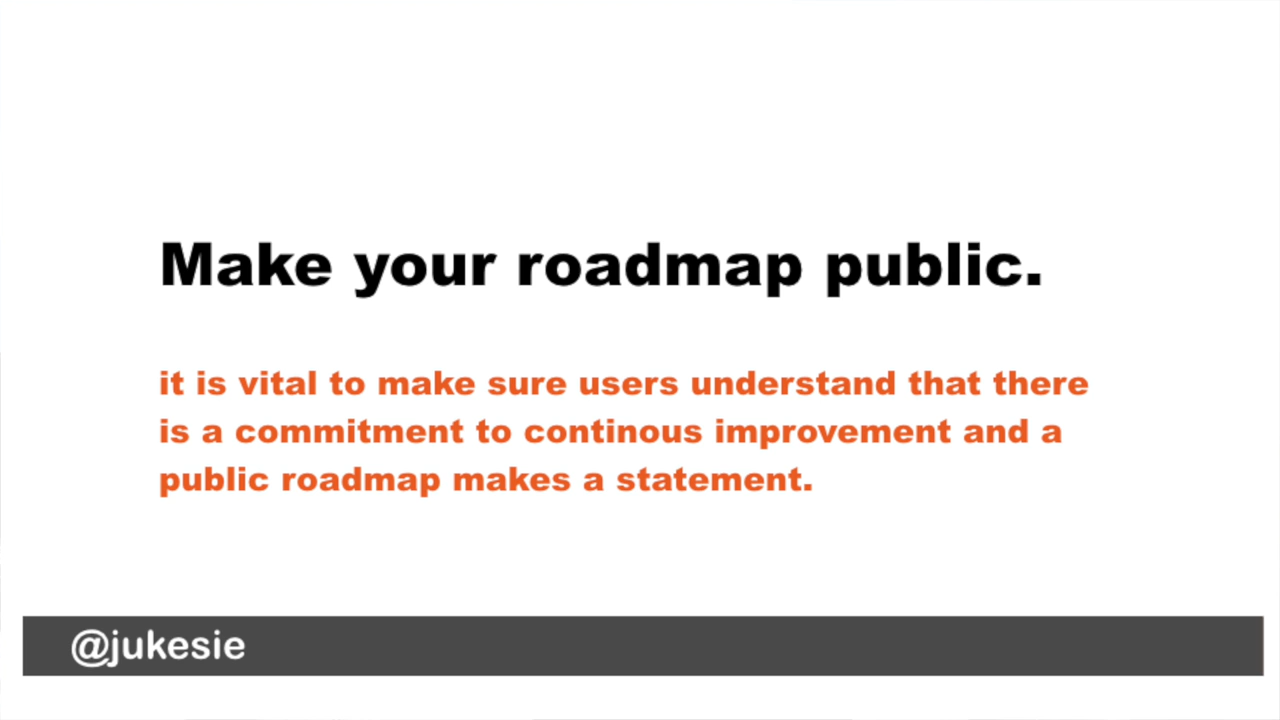 Make your roadmap public.
it is vital to make sure users understand that there
is a commitment to continous improvement and a
public roadmap makes a statement.
@jukesie